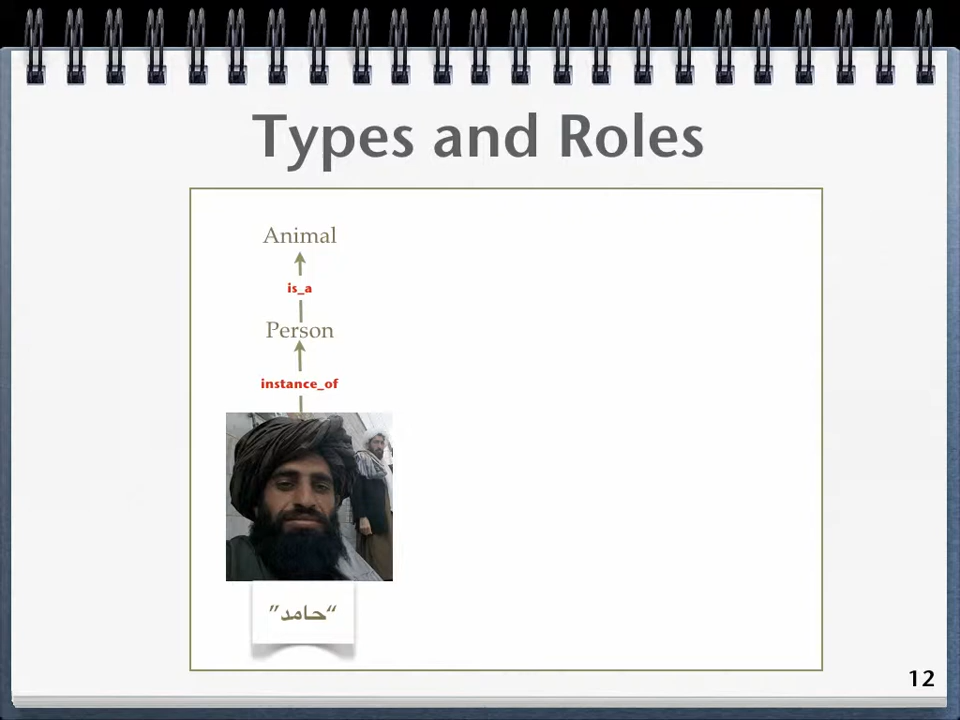 Types and Roles
Animal
is_a
Person
instance_of
“حامد”
12